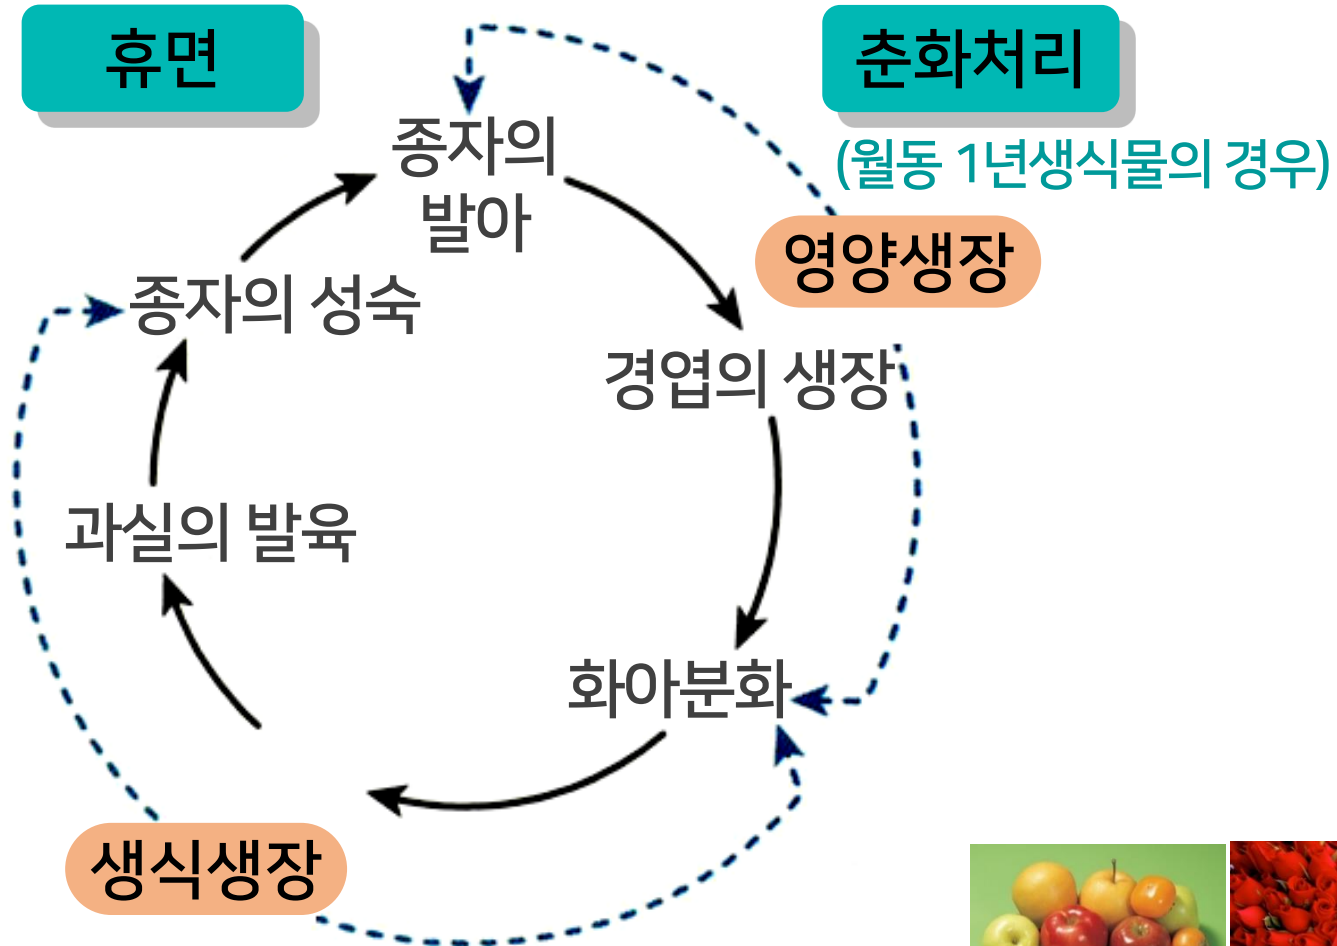 휴면
춘화처리
(월동 1년생식물의 경우)
종자의
발아
영양생장
종자의 성숙
경엽의 생장
과실의 발육
화아분화
생식생장